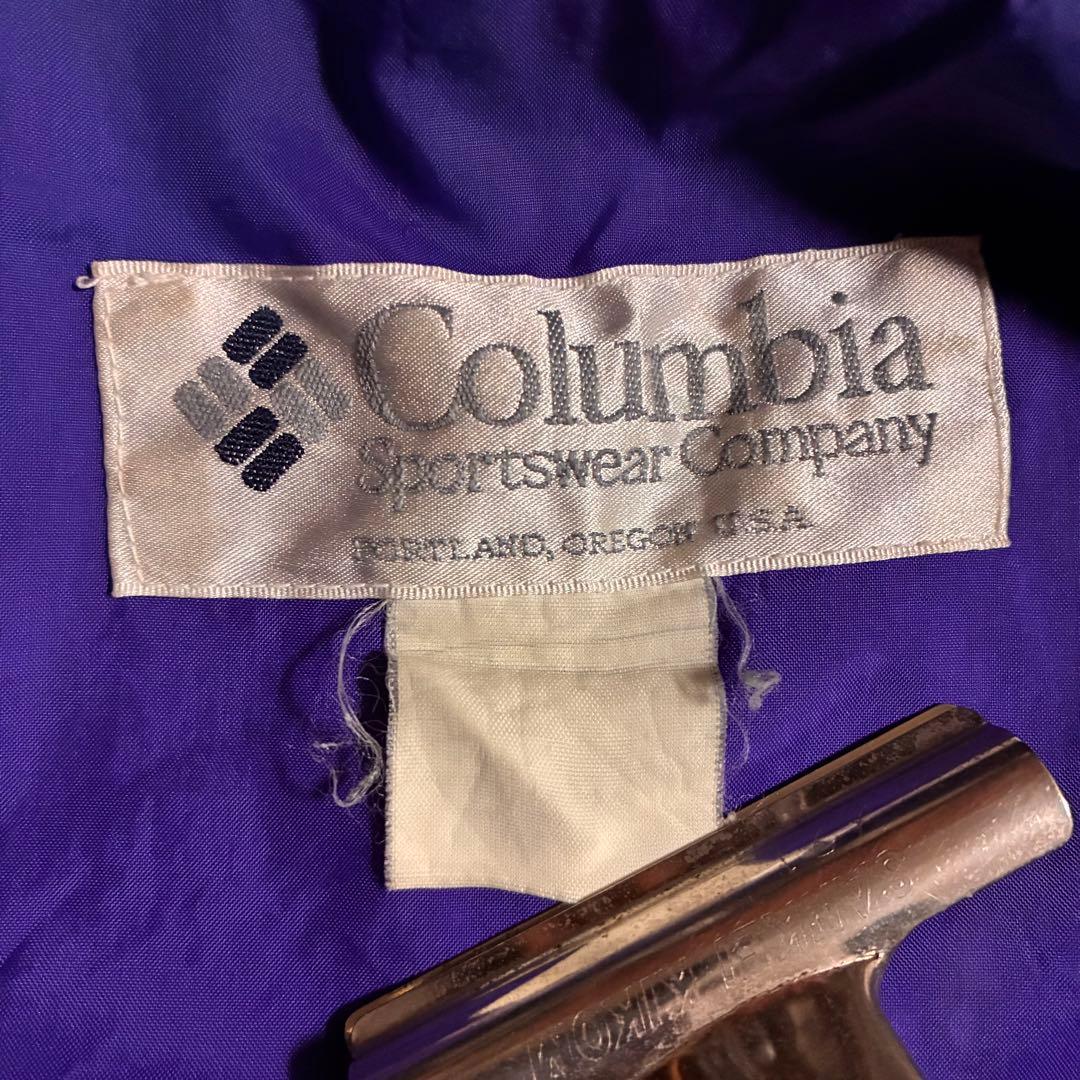 Columbia
Sportswear Company
PORTLAND, OREGON U.S.A.